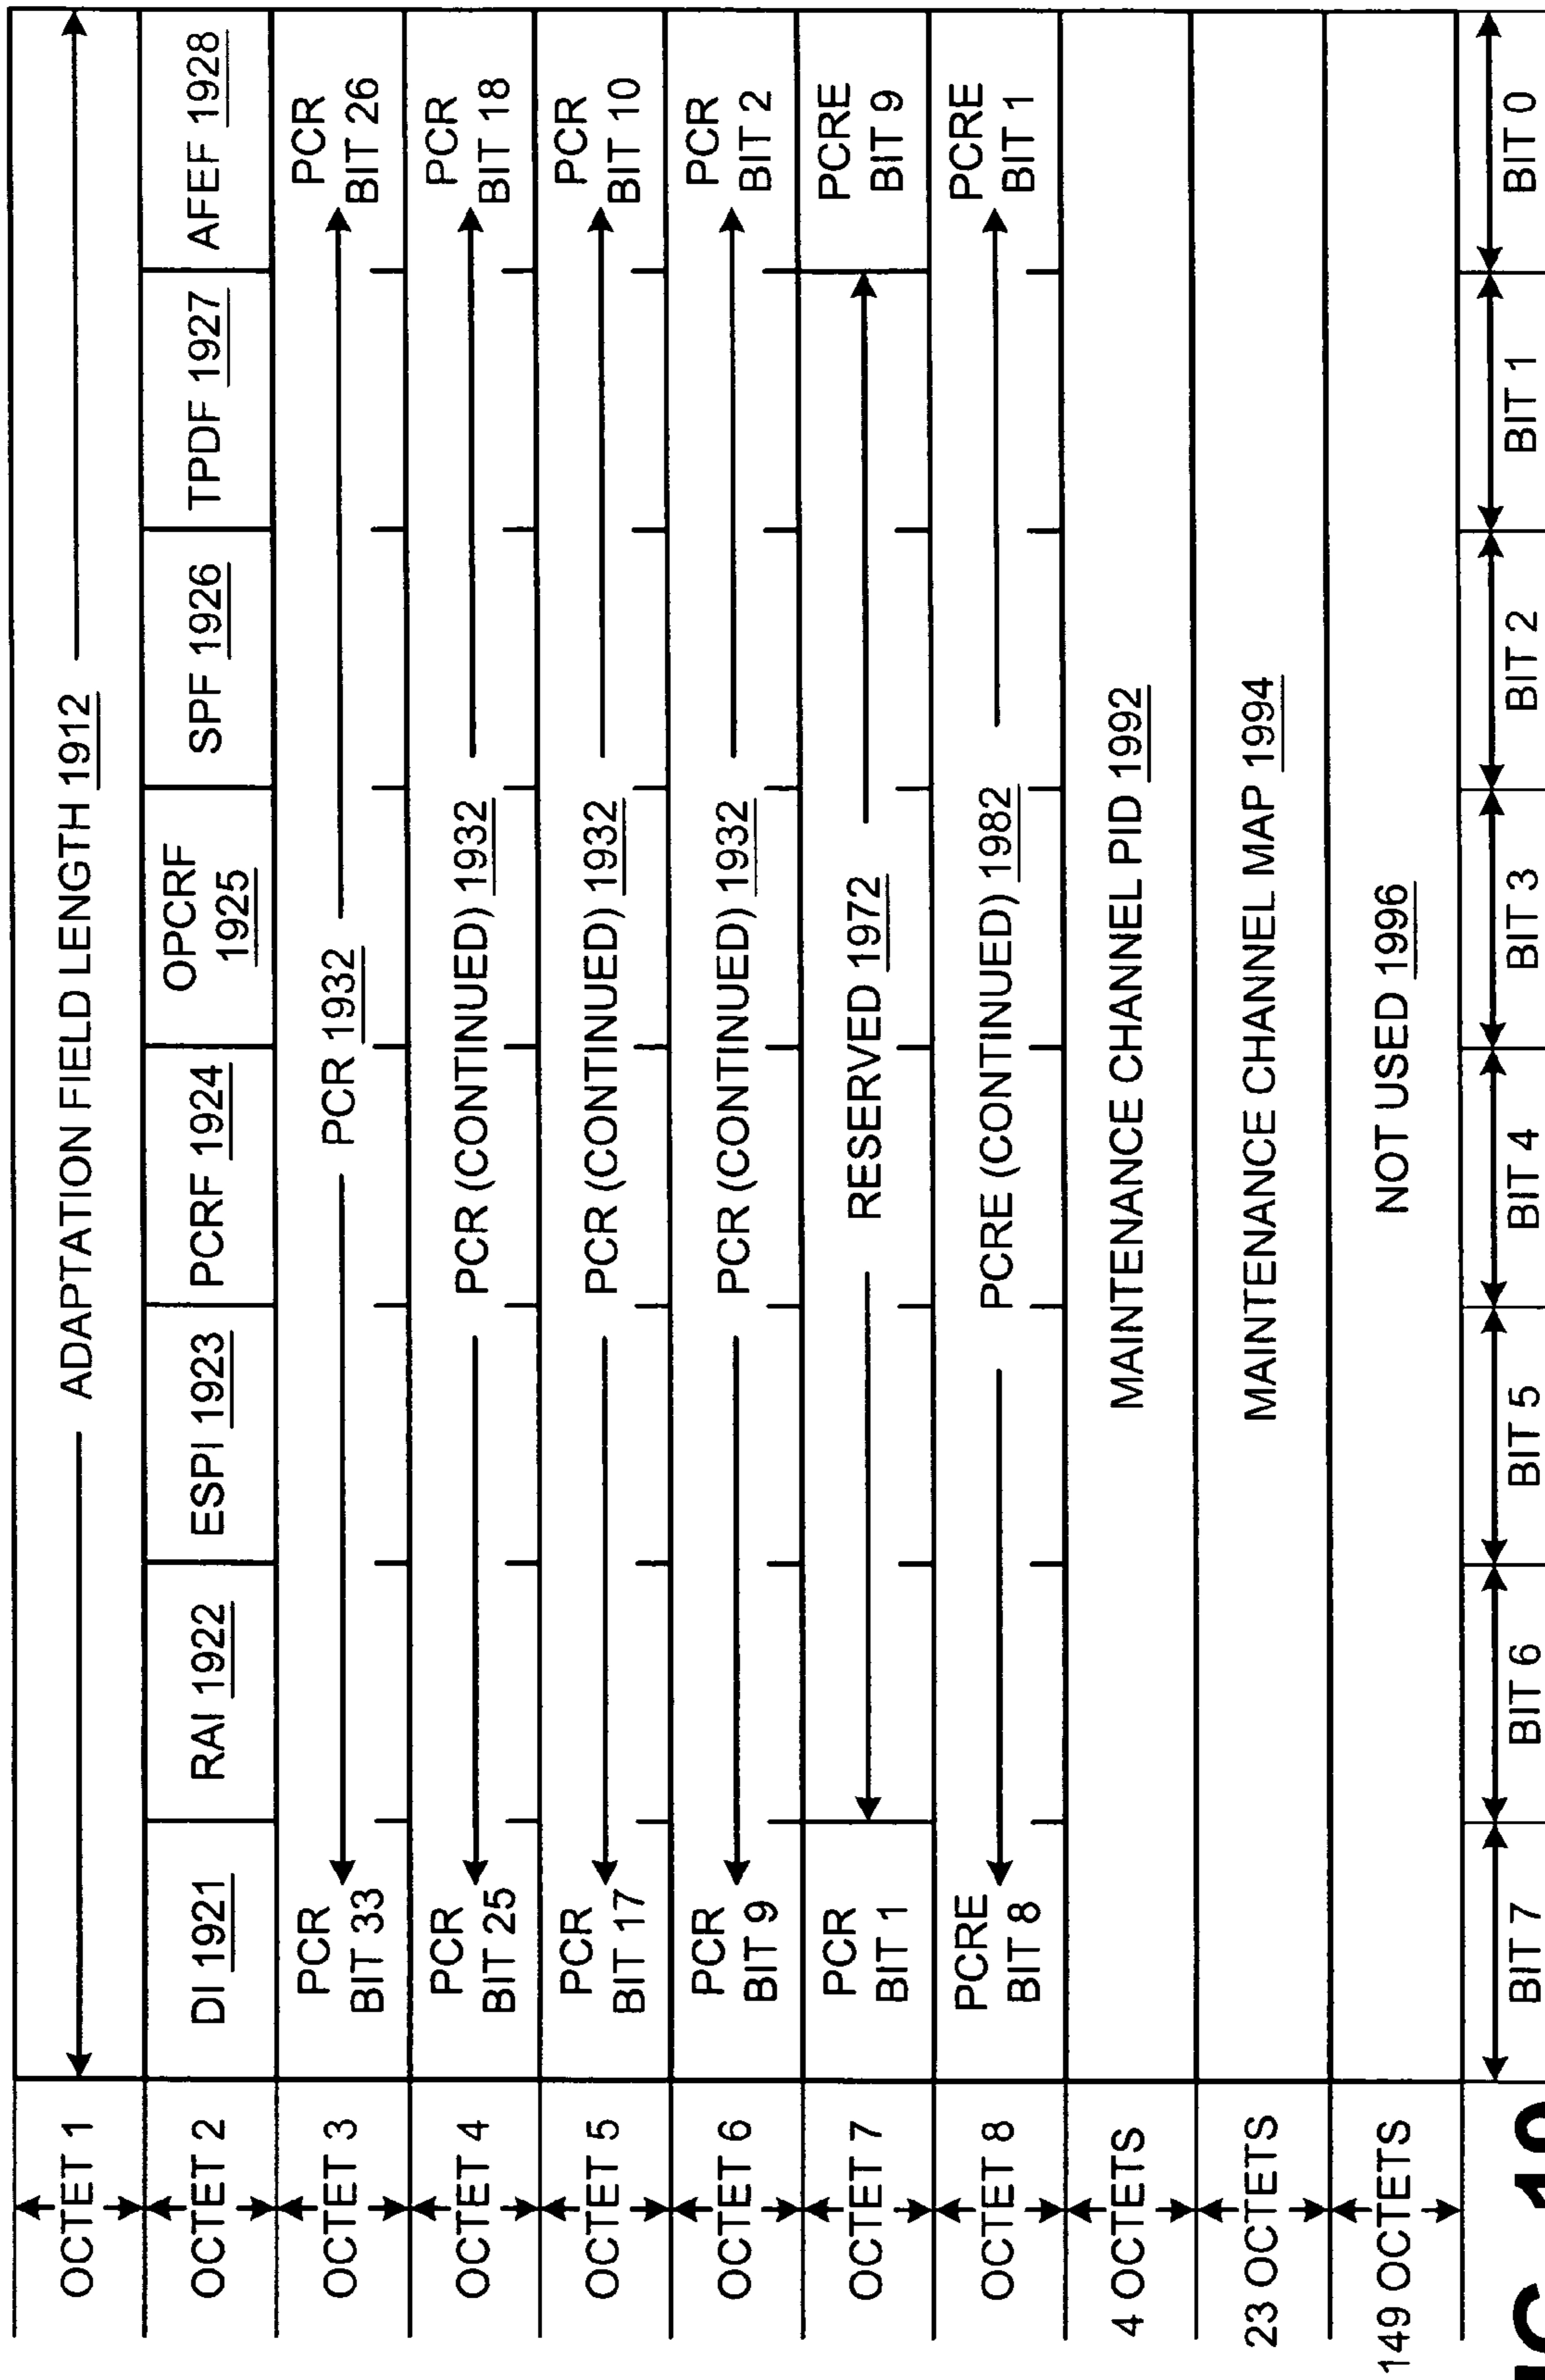 OCTET 1 ADAPTATION FIELD LENGTH 1912
OCTET 2 DI 1921 RAI 1922 ESPI 1923 PCRF 1924 OPCRF 1925 SPF 1926 TPDF 1927 AFEF 1928
OCTET 3 PCR BIT 33 PCR 1932 PCR BIT 26
OCTET 4 PCR BIT 25 PCR (CONTINUED) 1932 PCR BIT 18
OCTET 5 PCR BIT 17 PCR (CONTINUED) 1932 PCR BIT 10
OCTET 6 PCR BIT 9 PCR (CONTINUED) 1932 PCR BIT 2
OCTET 7 PCR BIT 1 RESERVED 1972 PCRE BIT 9
OCTET 8 PCRE BIT 8 PCRE (CONTINUED) 1982 PCRE BIT 1
4 OCTETS MAINTENANCE CHANNEL PID 1992
23 OCTETS MAINTENANCE CHANNEL MAP 1994
149 OCTETS NOT USED 1996
BIT 7 BIT 6 BIT 5 BIT 4 BIT 3 BIT 2 BIT 1 BIT 0